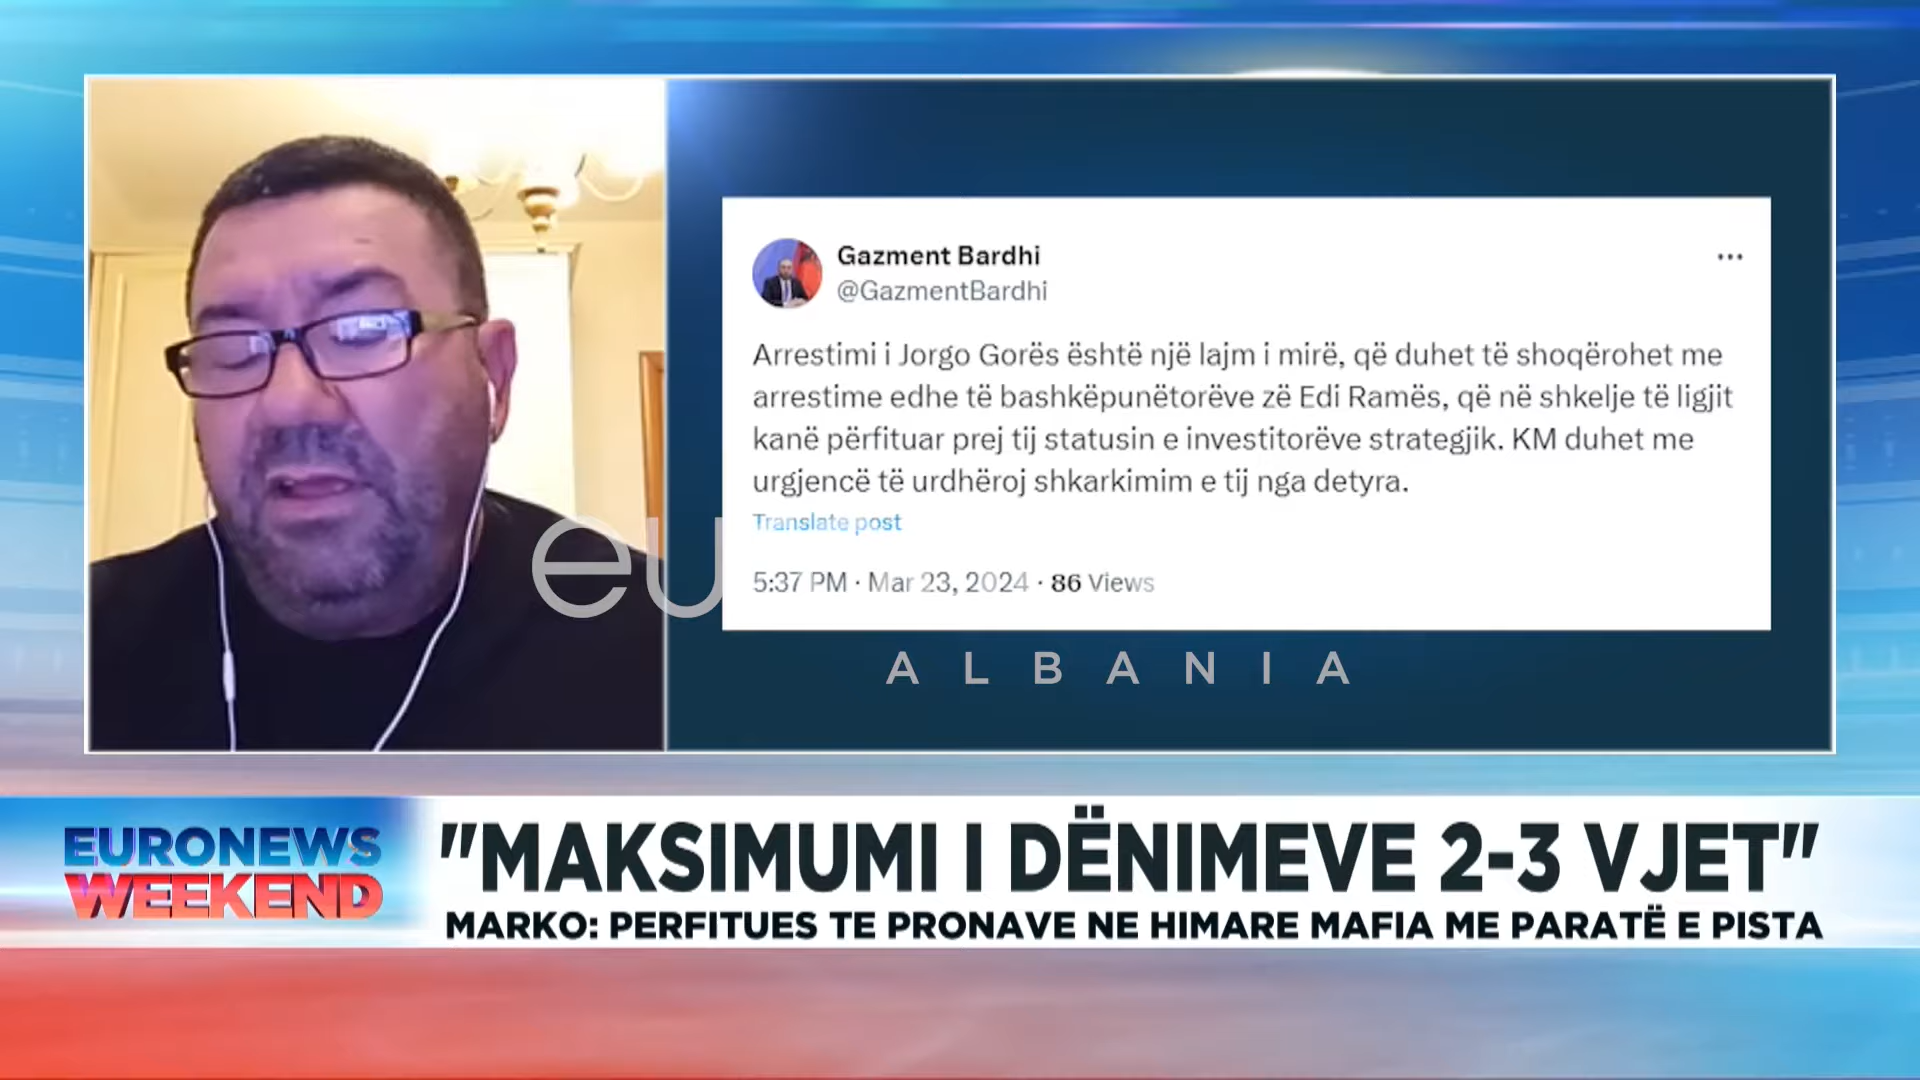 Gazment Bardhi
@GazmentBardhi
Arrestimi i Jorgo Gorës është një lajm i mirë, që duhet të shoqërohet me
arrestime edhe të bashkëpunëtorëve zë Edi Ramës, që në shkelje të ligjit
kanë përfituar prej tij statusin e investitorëve strategjik. KM duhet me
urgjencë të urdhëroj shkarkimim e tij nga detyra.
Translate post
5:37 PM · Mar 23, 2024 · 86 Views
eu
ALBANIA
EURONEWS
WEEKEND
"MAKSIMUMI I DËNIMEVE 2-3 VJET"
MARKO: PERFITUES TE PRONAVE NE HIMARE MAFIA ME PARATË E PISTA